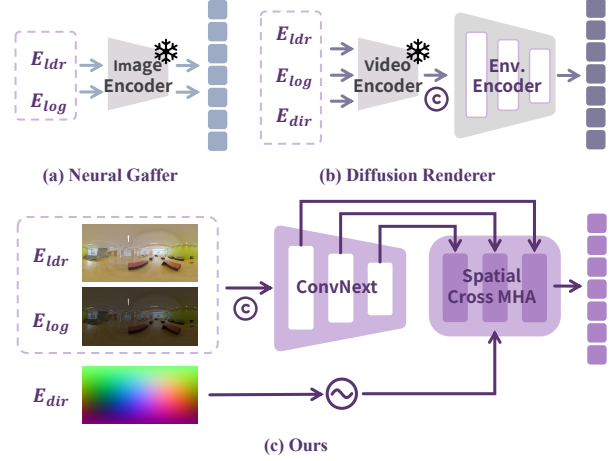 E_ldr
E_log
Image
Encoder
(a) Neural Gaffer
E_ldr
E_log
E_dir
Video
Encoder
C
Env.
Encoder
(b) Diffusion Renderer
E_ldr
E_log
C
ConvNext
Spatial
Cross MHA
E_dir
(c) Ours